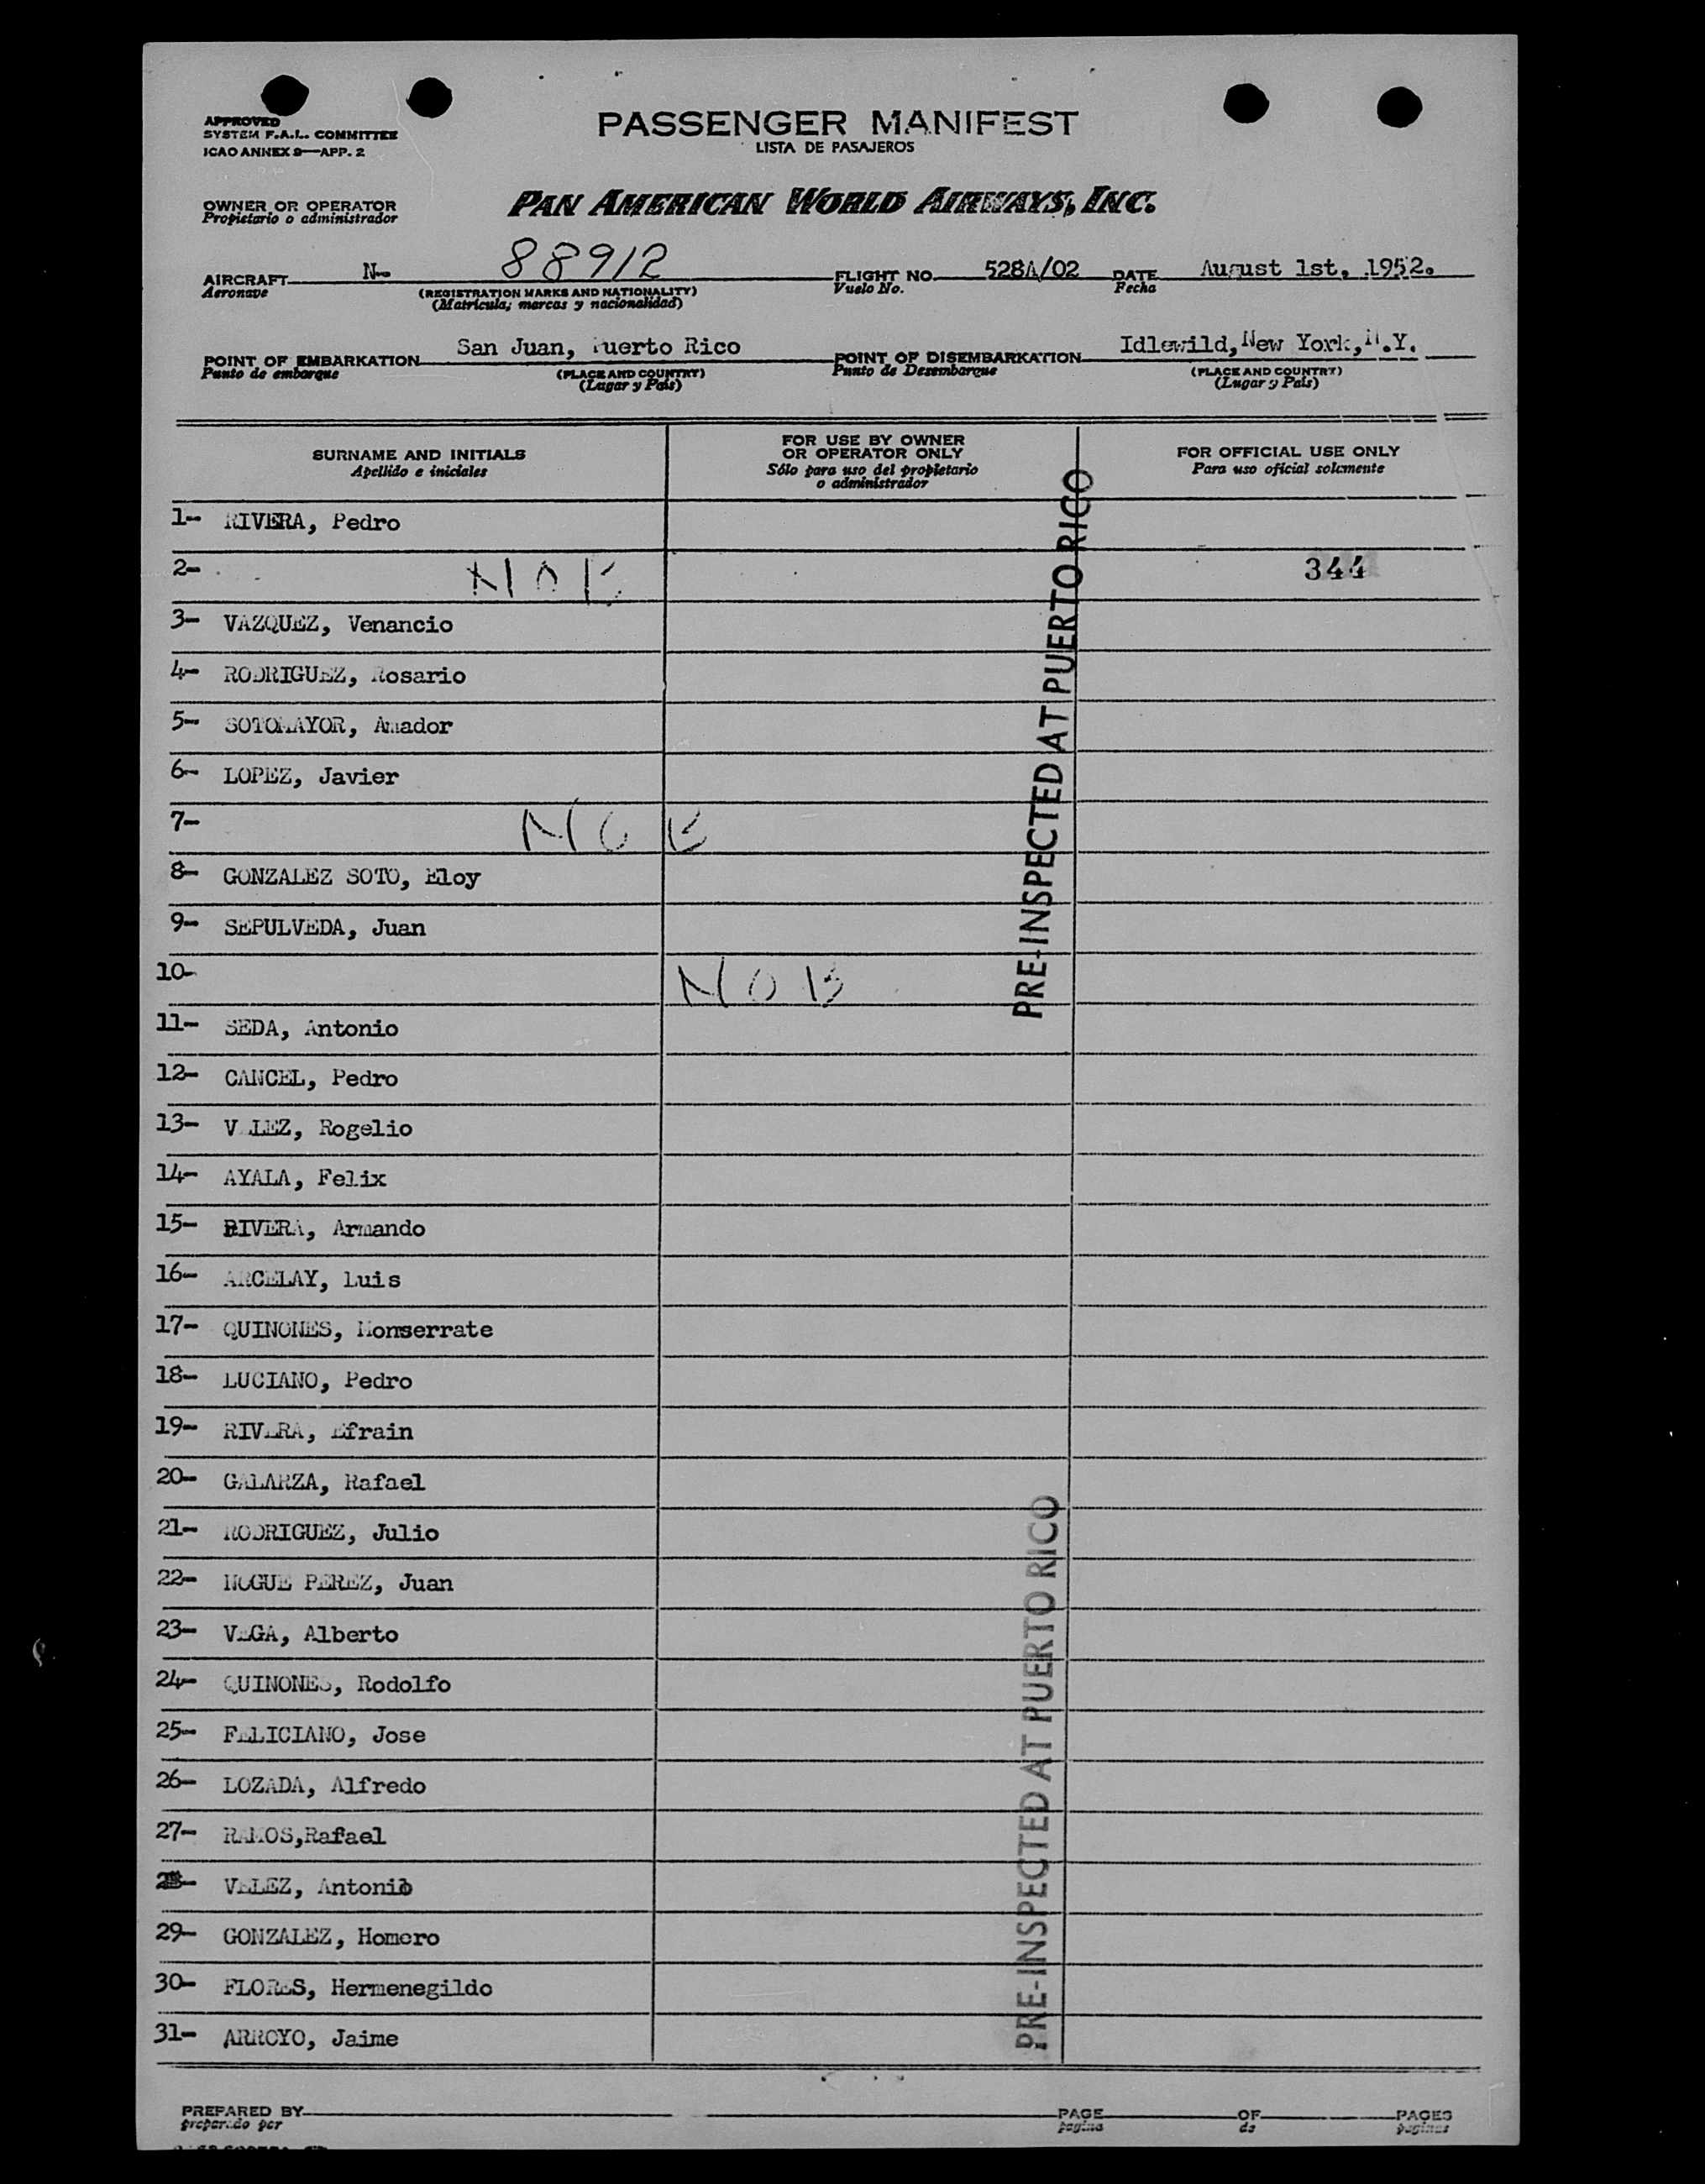 APPROVED
SYSTEM F.A.L. COMMITTEE
ICAO ANNEX 9—APP. 2
PASSENGER MANIFEST
LISTA DE PASAJEROS
OWNER OR OPERATOR
Propietario o administrador
PAN AMERICAN WORLD AIRWAYS, INC.
AIRCRAFT N- 88912 FLIGHT NO. 528A/02 DATE August 1st, 1952.
Aeronave (REGISTRATION MARKS AND NATIONALITY) Vuelo No. Fecha
(Matrícula; marcas y nacionalidad)
POINT OF EMBARKATION San Juan, Puerto Rico POINT OF DISEMBARKATION Idlewild, New York, N.Y.
Punto de embarque (PLACE AND COUNTRY) Punto de Desembarque (PLACE AND COUNTRY)
(Lugar y País) (Lugar y País)
SURNAME AND INITIALS
Apellido e iniciales
FOR USE BY OWNER
OR OPERATOR ONLY
Sólo para uso del propietario
o administrador
FOR OFFICIAL USE ONLY
Para uso oficial solamente
1- RIVERA, Pedro
2- NOB 344
3- VAZQUEZ, Venancio
4- RODRIGUEZ, Rosario
5- SOTOMAYOR, Amador
6- LOPEZ, Javier
7- NOB
8- GONZALEZ SOTO, Eloy
9- SEPULVEDA, Juan
10- NOB
11- SEDA, Antonio
12- CANCEL, Pedro
13- VELEZ, Rogelio
14- AYALA, Felix
15- RIVERA, Armando
16- ARCELAY, Luis
17- QUINONES, Monserrate
18- LUCIANO, Pedro
19- RIVERA, Efrain
20- GALARZA, Rafael
21- RODRIGUEZ, Julio
22- NOGUE PEREZ, Juan
23- VEGA, Alberto
24- QUINONES, Rodolfo
25- FELICIANO, Jose
26- LOZADA, Alfredo
27- RAMOS,Rafael
28- VELEZ, Antonio
29- GONZALEZ, Homero
30- FLORES, Hermenegildo
31- ARROYO, Jaime
PRE-INSPECTED AT PUERTO RICO
PRE-INSPECTED AT PUERTO RICO
PREPARED BY PAGE OF PAGES
preparado por pagina de paginas